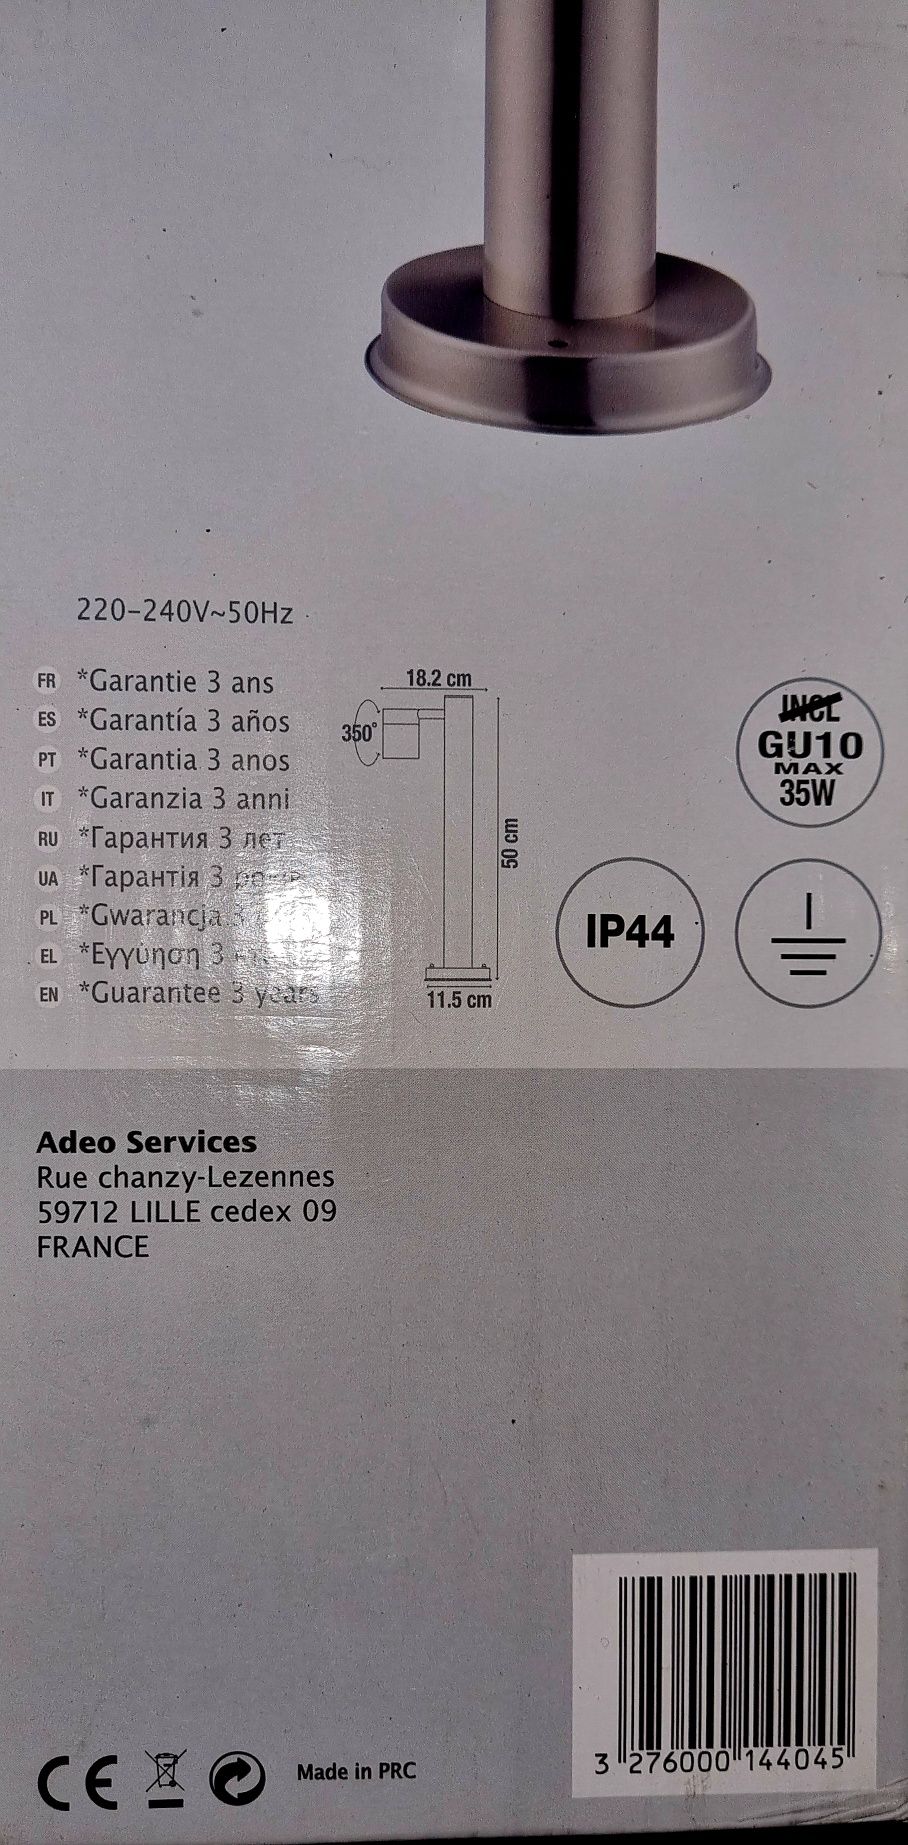 220-240V~50Hz
FR *Garantie 3 ans
ES *Garantía 3 años
PT *Garantia 3 anos
IT *Garanzia 3 anni
RU *Гарантия 3 лет
UA *Гарантія 3
PL *Gwarancja 3
EL *Εγγύηση 3
EN *Guarantee 3 years
18.2 cm
350°
50 cm
11.5 cm
INCL
GU10
MAX
35W
IP44
Adeo Services
Rue chanzy-Lezennes
59712 LILLE cedex 09
FRANCE
CE
Made in PRC
3 276000 144045